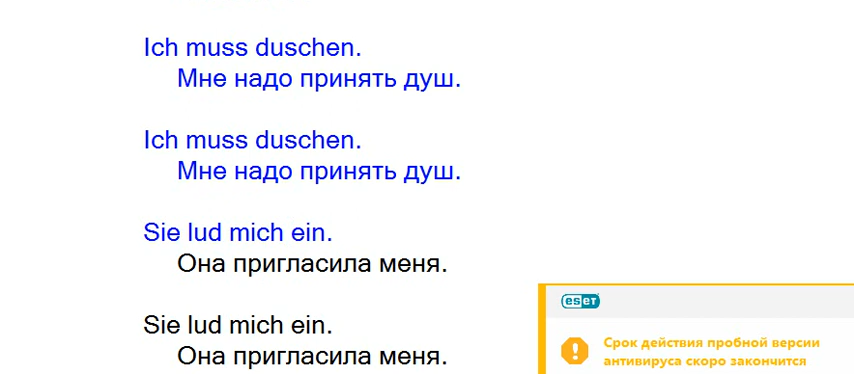 Ich muss duschen.
Мне надо принять душ.
Ich muss duschen.
Мне надо принять душ.
Sie lud mich ein.
Она пригласила меня.
Sie lud mich ein.
Она пригласила меня.
eset
Срок действия пробной версии
антивируса скоро закончится